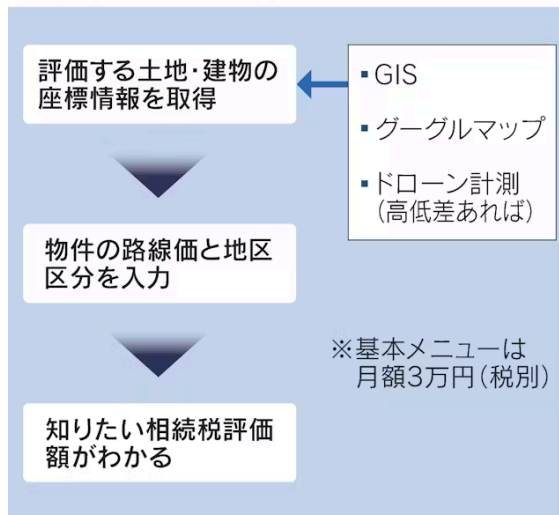 評価する土地・建物の
座標情報を取得
▪GIS
▪グーグルマップ
▪ドローン計測
(高低差あれば)
物件の路線価と地区
区分を入力
※基本メニューは
月額3万円(税別)
知りたい相続税評価
額がわかる